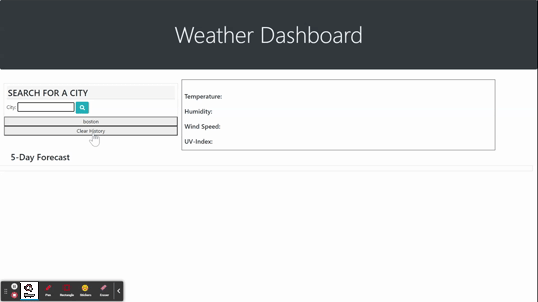 Weather Dashboard
SEARCH FOR A CITY
City:
boston
Clear History
Temperature:
Humidity:
Wind Speed:
UV-Index:
5-Day Forecast
Pen
Rectangle
Stickers
Eraser